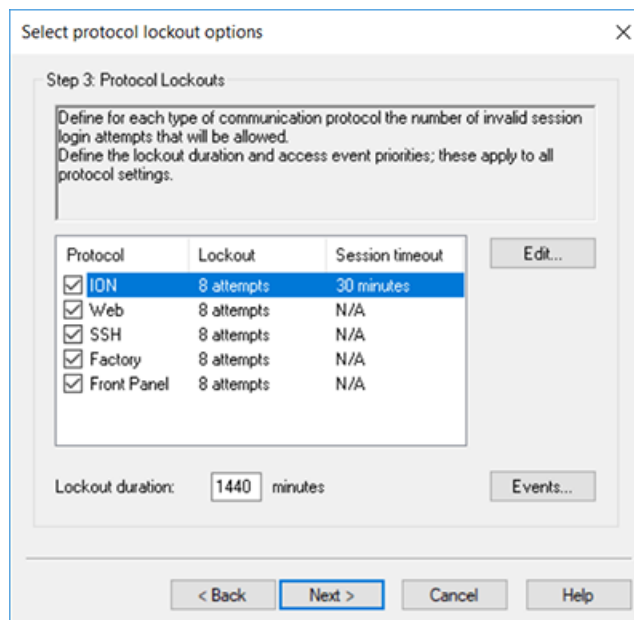 Select protocol lockout options
Step 3: Protocol Lockouts
Define for each type of communication protocol the number of invalid session
login attempts that will be allowed.
Define the lockout duration and access event priorities; these apply to all
protocol settings.
Protocol Lockout Session timeout
ION 8 attempts 30 minutes
Web 8 attempts N/A
SSH 8 attempts N/A
Factory 8 attempts N/A
Front Panel 8 attempts N/A
Edit...
Lockout duration: 1440 minutes
Events...
< Back Next > Cancel Help